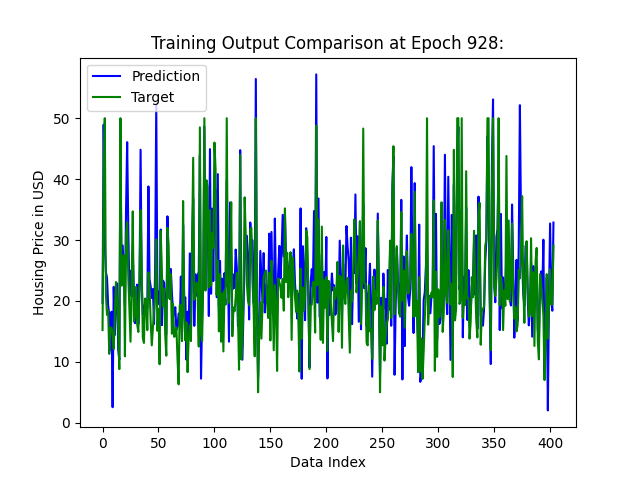 Training Output Comparison at Epoch 928:
Prediction
Target
Housing Price in USD
50
40
30
20
10
0
0 50 100 150 200 250 300 350 400
Data Index